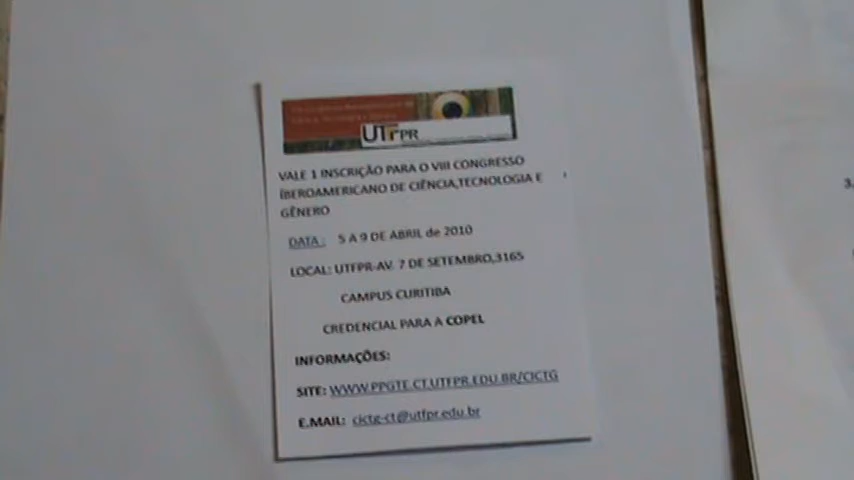 UTFPR
VALE 1 INSCRIÇÃO PARA O VIII CONGRESSO
IBEROAMERICANO DE CIÊNCIA,TECNOLOGIA E
GÊNERO
DATA : 5 A 9 DE ABRIL de 2010
LOCAL: UTFPR-AV. 7 DE SETEMBRO,3165
CAMPUS CURITIBA
CREDENCIAL PARA A COPEL
INFORMAÇÕES:
SITE: WWW.PPGTE.CT.UTFPR.EDU.BR/CICTG
E.MAIL: cictg-ct@utfpr.edu.br
3.